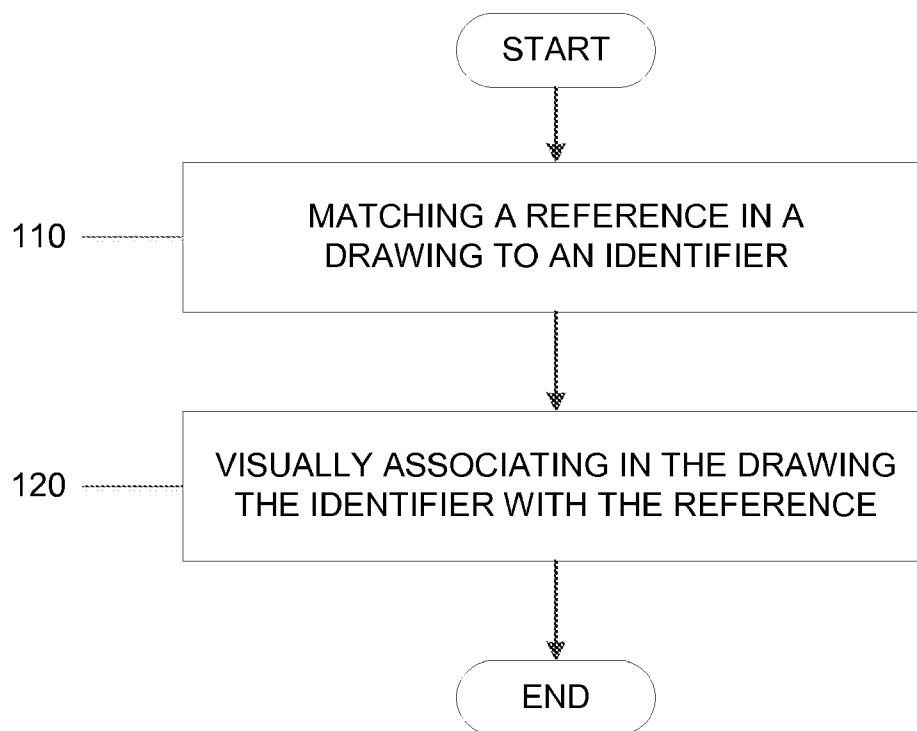 START
110
MATCHING A REFERENCE IN A
DRAWING TO AN IDENTIFIER
120
VISUALLY ASSOCIATING IN THE DRAWING
THE IDENTIFIER WITH THE REFERENCE
END